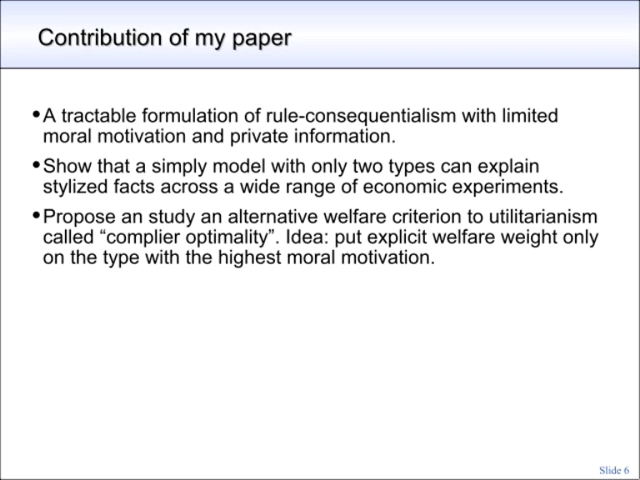 Contribution of my paper
•A tractable formulation of rule-consequentialism with limited
moral motivation and private information.
•Show that a simply model with only two types can explain
stylized facts across a wide range of economic experiments.
•Propose an study an alternative welfare criterion to utilitarianism
called “complier optimality”. Idea: put explicit welfare weight only
on the type with the highest moral motivation.
Slide 6